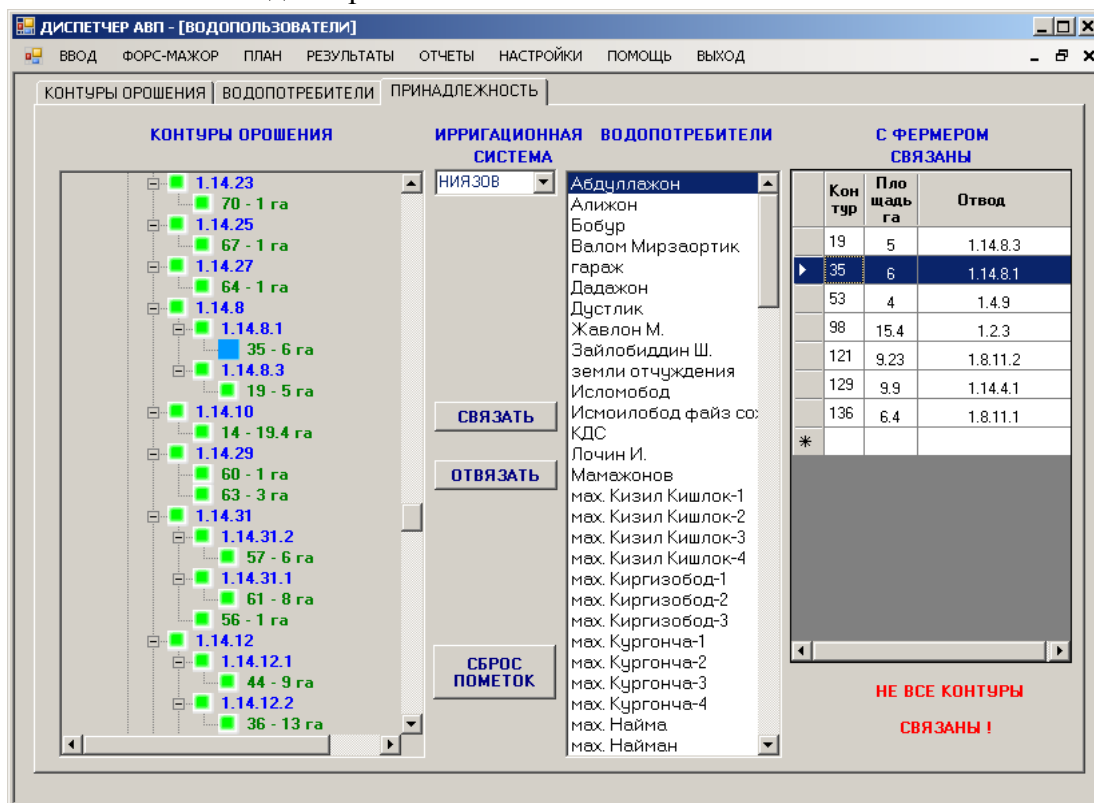 ДИСПЕТЧЕР АВП - [ВОДОПОЛЬЗОВАТЕЛИ]
ВВОД ФОРС-МАЖОР ПЛАН РЕЗУЛЬТАТЫ ОТЧЕТЫ НАСТРОЙКИ ПОМОЩЬ ВЫХОД
КОНТУРЫ ОРОШЕНИЯ ВОДОПОТРЕБИТЕЛИ ПРИНАДЛЕЖНОСТЬ
КОНТУРЫ ОРОШЕНИЯ
1.14.23
70 - 1 га
1.14.25
67 - 1 га
1.14.27
64 - 1 га
1.14.8
1.14.8.1
35 - 6 га
1.14.8.3
19 - 5 га
1.14.10
14 - 19.4 га
1.14.29
60 - 1 га
63 - 3 га
1.14.31
1.14.31.2
57 - 6 га
1.14.31.1
61 - 8 га
56 - 1 га
1.14.12
1.14.12.1
44 - 9 га
1.14.12.2
36 - 13 га
ИРРИГАЦИОННАЯ
СИСТЕМА
НИЯЗОВ
СВЯЗАТЬ
ОТВЯЗАТЬ
СБРОС
ПОМЕТОК
ВОДОПОТРЕБИТЕЛИ
Абдуллажон
Алижон
Бобур
Валом Мирзаортик
гараж
Дадажон
Дустлик
Жавлон М.
Зайлобиддин Ш.
земли отчуждения
Исломобод
Исмоилобод файз со
КДС
Лочин И.
Мамажонов
мах. Кизил Кишлок-1
мах. Кизил Кишлок-2
мах. Кизил Кишлок-3
мах. Кизил Кишлок-4
мах. Киргизобод-1
мах. Киргизобод-2
мах. Киргизобод-3
мах. Кургонча-1
мах. Кургонча-2
мах. Кургонча-3
мах. Кургонча-4
мах. Найма
мах. Найман
С ФЕРМЕРОМ
СВЯЗАНЫ
Кон
тур
Пло
щадь
га
Отвод
19 5 1.14.8.3
35 6 1.14.8.1
53 4 1.4.9
98 15.4 1.2.3
121 9.23 1.8.11.2
129 9.9 1.14.4.1
136 6.4 1.8.11.1
НЕ ВСЕ КОНТУРЫ
СВЯЗАНЫ !